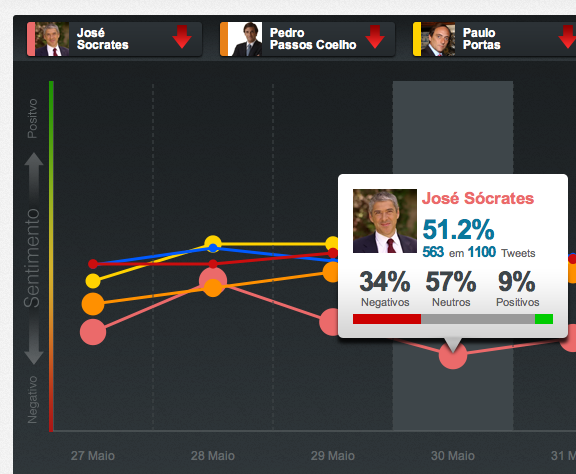 José
Socrates
Pedro
Passos Coelho
Paulo
Portas
Positvo
Sentimento
Negativo
José Sócrates
51.2%
563 em 1100 Tweets
34% 57% 9%
Negativos Neutros Positivos
27 Maio 28 Maio 29 Maio 30 Maio 31 M